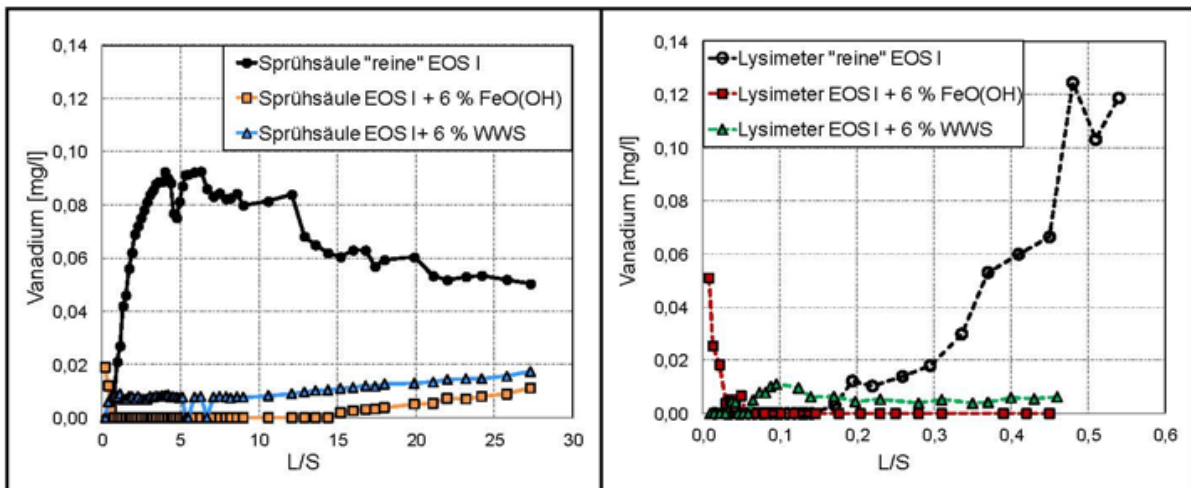 0,14
0,12
0,10
0,08
0,06
0,04
0,02
0,00
Vanadium [mg/l]
Sprühsäule "reine" EOS I
Sprühsäule EOS I + 6 % FeO(OH)
Sprühsäule EOS I+ 6 % WWS
0 5 10 15 20 25 30
L/S
0,14
0,12
0,10
0,08
0,06
0,04
0,02
0,00
Vanadium [mg/l]
Lysimeter "reine" EOS I
Lysimeter EOS I + 6 % FeO(OH)
Lysimeter EOS I + 6 % WWS
0,0 0,1 0,2 0,3 0,4 0,5 0,6
L/S